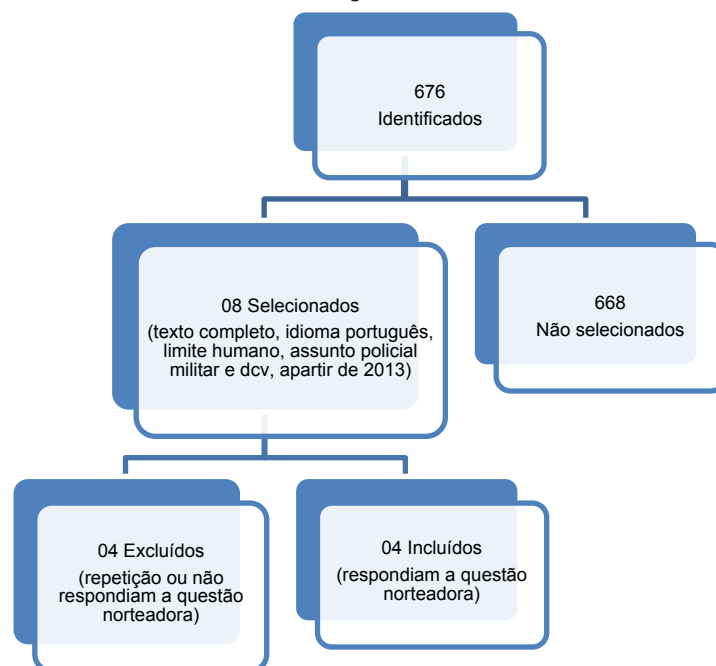 676
Identificados
08 Selecionados
(texto completo, idioma português,
limite humano, assunto policial
militar e dcv, apartir de 2013)
668
Não selecionados
04 Excluídos
(repetição ou não
respondiam a questão
norteadora)
04 Incluídos
(respondiam a questão
norteadora)